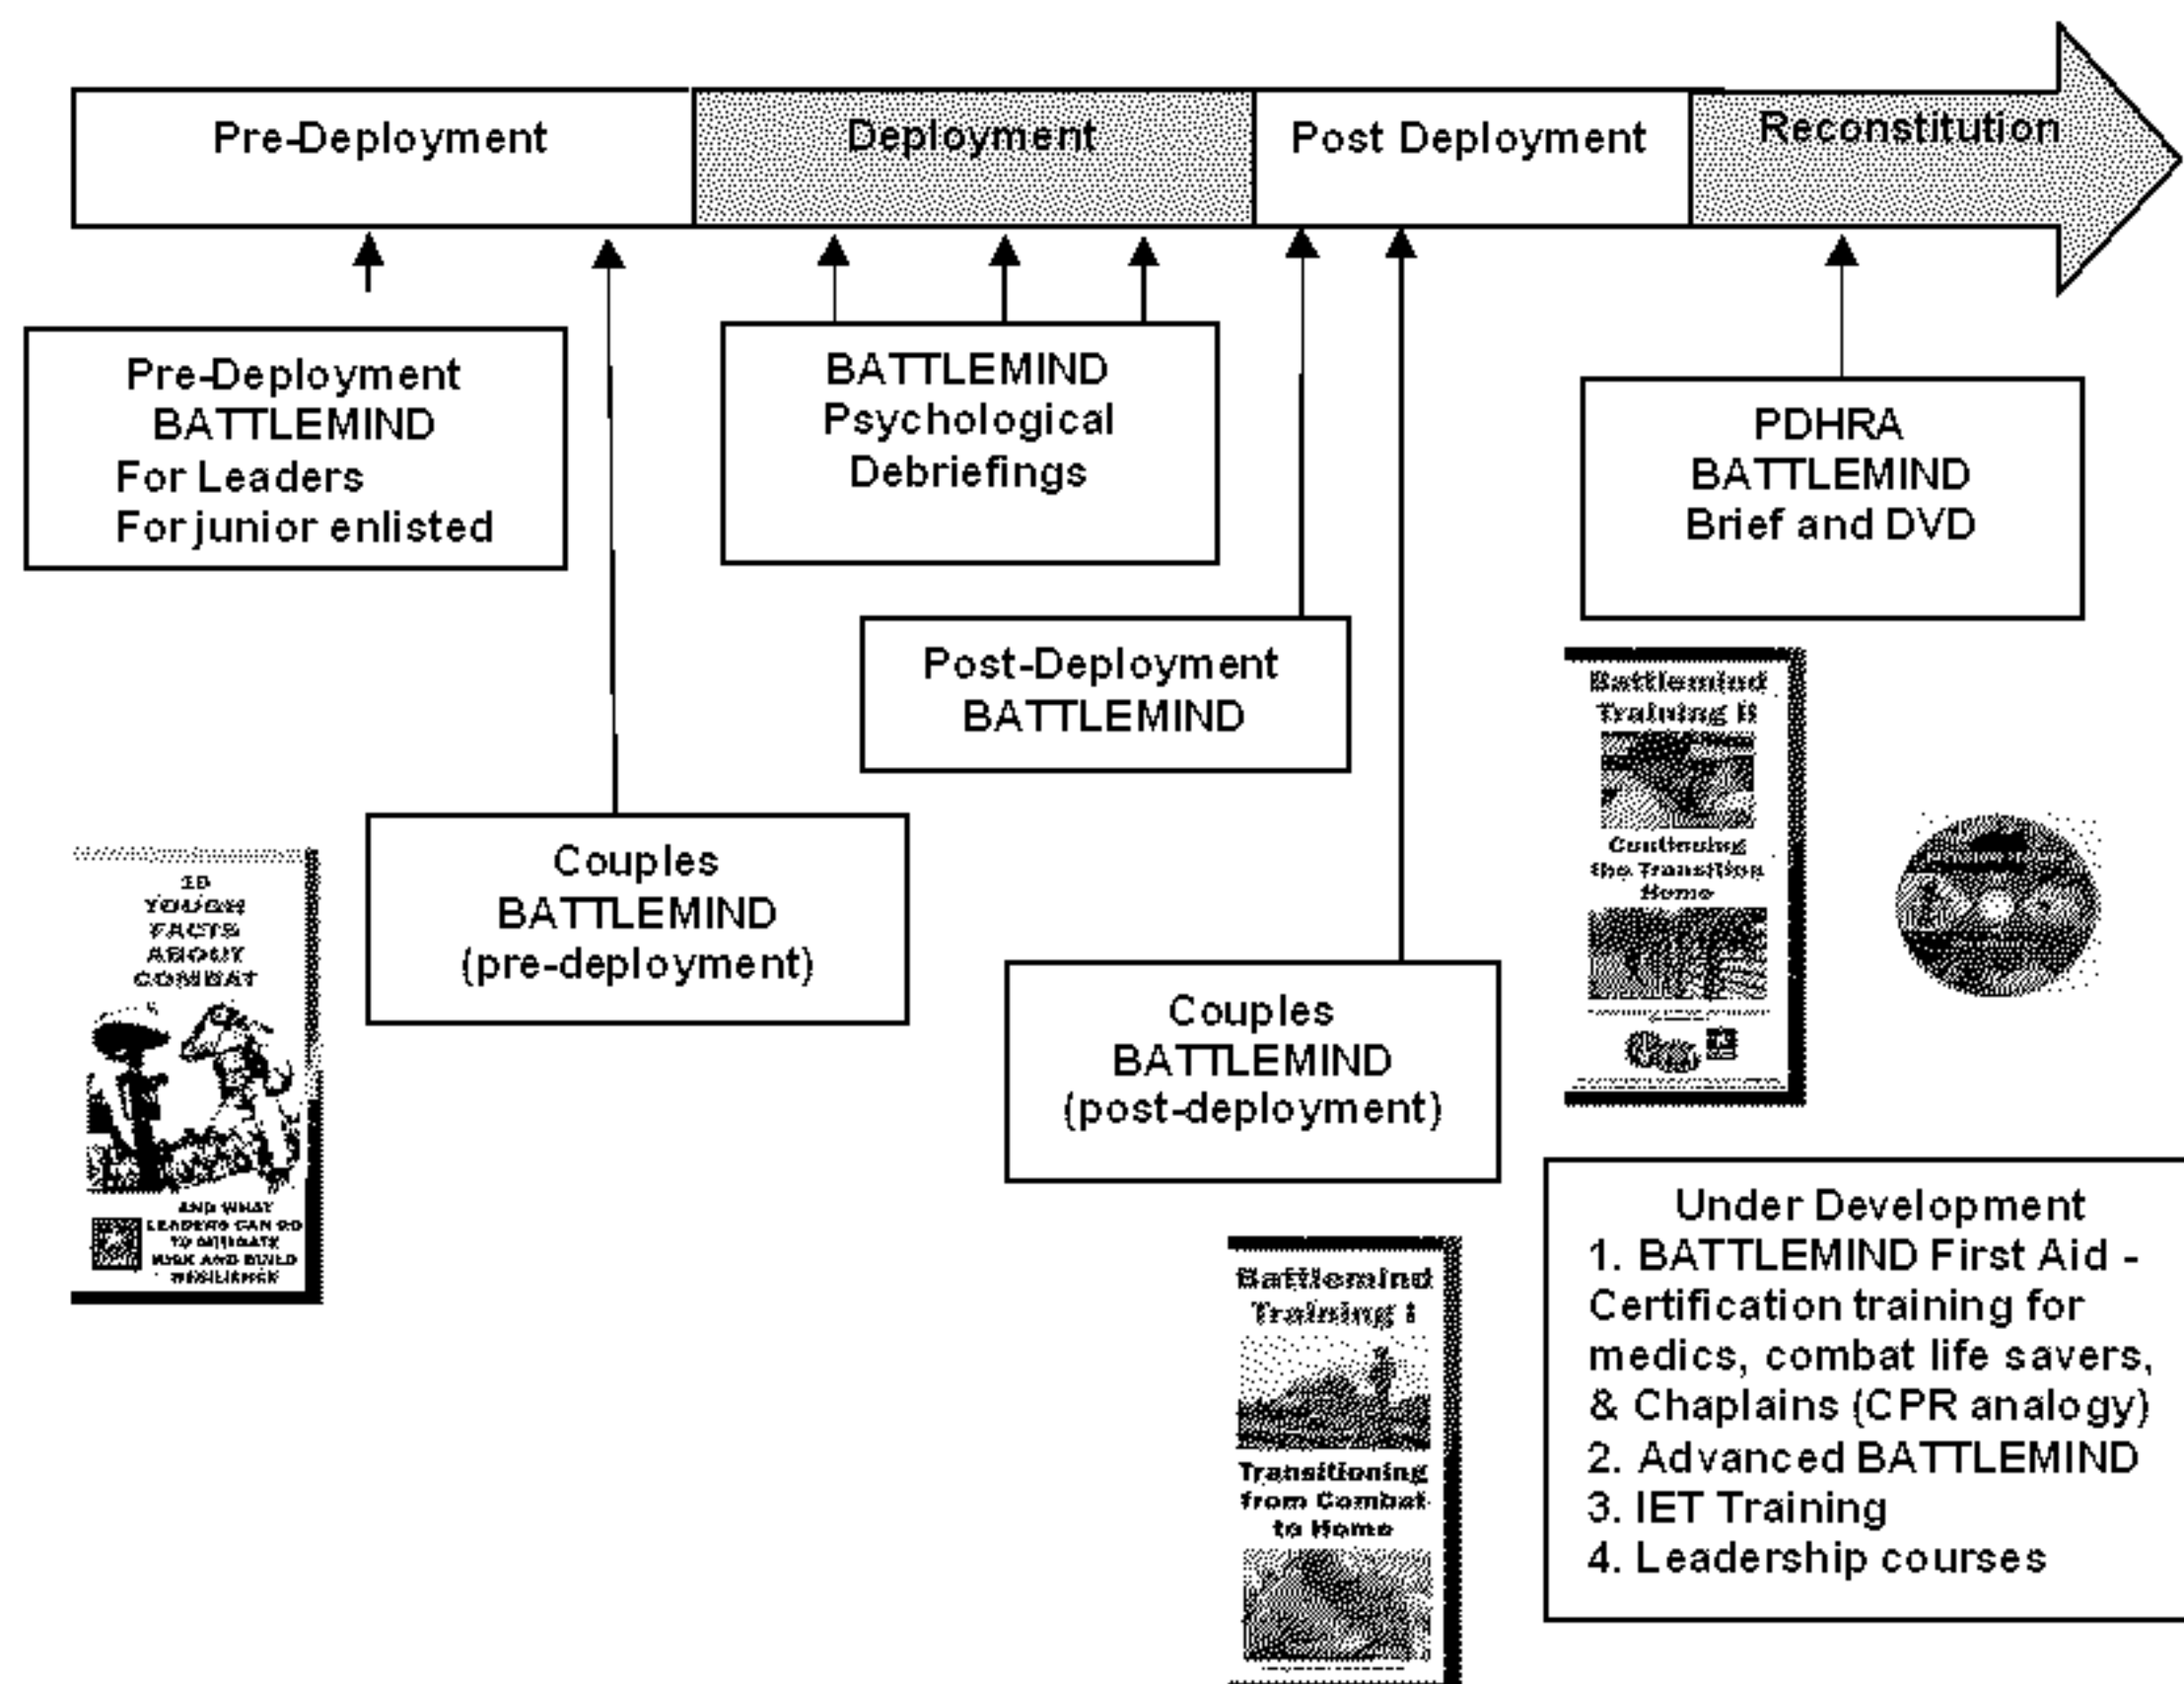 Pre-Deployment
Deployment
Post Deployment
Reconstitution
Pre-Deployment
BATTLEMIND
For Leaders
For junior enlisted
BATTLEMIND
Psychological
Debriefings
PDHRA
BATTLEMIND
Brief and DVD
Post-Deployment
BATTLEMIND
Couples
BATTLEMIND
(pre-deployment)
Couples
BATTLEMIND
(post-deployment)
10
TOUGH
FACTS
ABOUT
COMBAT
AND WHAT
LEADERS CAN DO
TO MITIGATE
RISK AND BUILD
RESILIENCE
Battlemind
Training II
Continuing
the Transition
Home
Battlemind
Training I
Transitioning
from Combat
to Home
Under Development
1. BATTLEMIND First Aid -
Certification training for
medics, combat life savers,
& Chaplains (CPR analogy)
2. Advanced BATTLEMIND
3. IET Training
4. Leadership courses